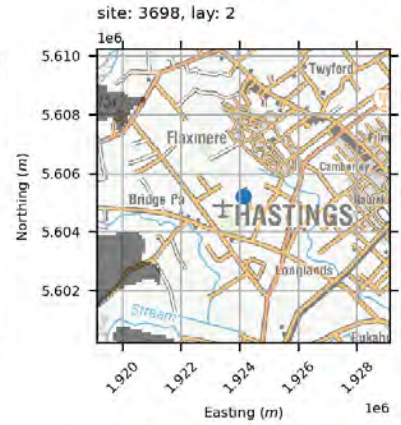 site: 3698, lay: 2
1e6
5.610
5.608
5.606
5.604
5.602
Northing (m)
Twyford
Flaxmere
Camberley
Bridge Pa
HASTINGS
Longlands
Stream
1.920
1.922
1.924
1.926
1.928
1e6
Easting (m)